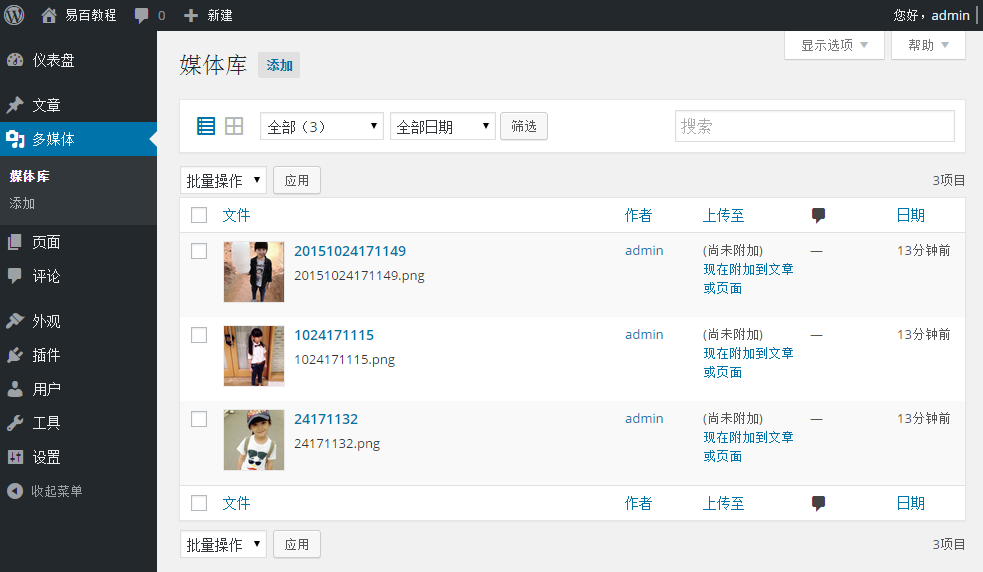 易百教程 0 新建 您好，admin
显示选项 帮助
仪表盘
文章
多媒体
媒体库
添加
页面
评论
外观
插件
用户
工具
设置
收起菜单
媒体库 添加
全部（3） 全部日期 筛选 搜索
批量操作 应用 3项目
文件 作者 上传至 日期
20151024171149 admin (尚未附加) — 13分钟前
20151024171149.png 现在附加到文章
或页面
1024171115 admin (尚未附加) — 13分钟前
1024171115.png 现在附加到文章
或页面
24171132 admin (尚未附加) — 13分钟前
24171132.png 现在附加到文章
或页面
文件 作者 上传至 日期
批量操作 应用 3项目